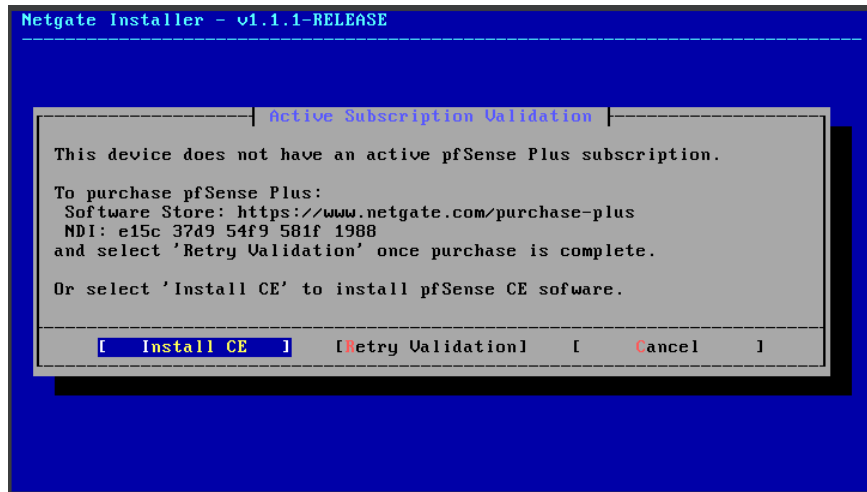 Netgate Installer - v1.1.1-RELEASE
Active Subscription Validation
This device does not have an active pfSense Plus subscription.
To purchase pfSense Plus:
Software Store: https://www.netgate.com/purchase-plus
NDI: e15c 37d9 54f9 581f 1988
and select 'Retry Validation' once purchase is complete.
Or select 'Install CE' to install pfSense CE sofware.
[ Install CE ] [Retry Validation] [ Cancel ]